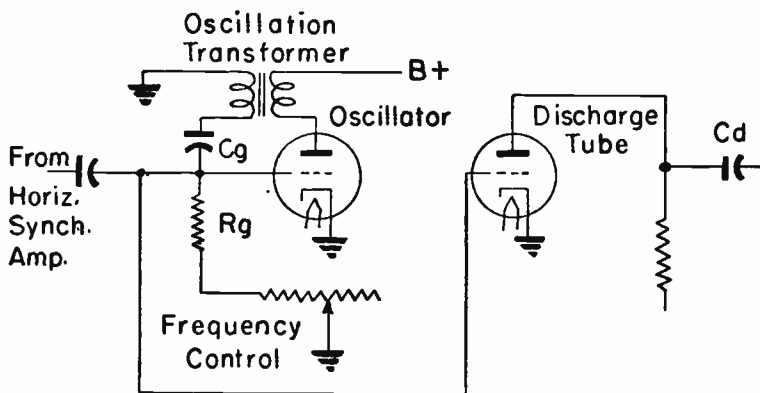 Oscillation
Transformer
B+
Oscillator
Discharge
Tube
Cd
Cg
From
Horiz.
Synch.
Amp.
Rg
Frequency
Control